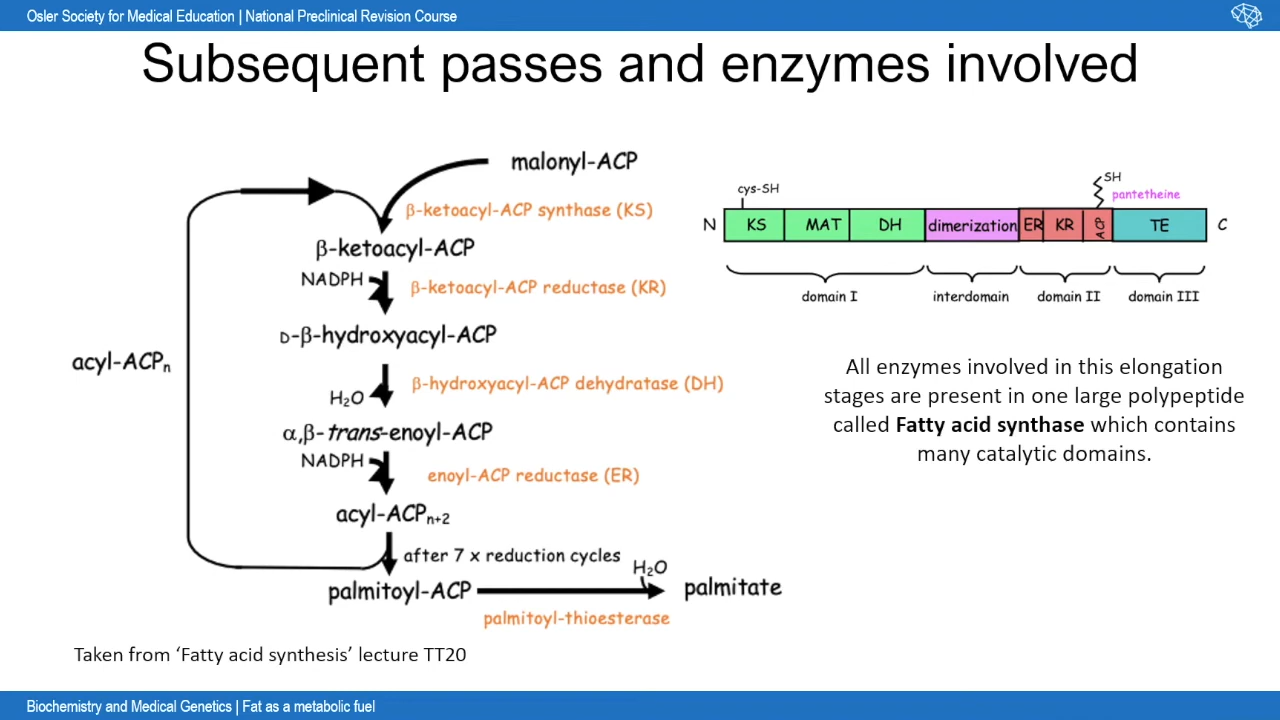 Osler Society for Medical Education | National Preclinical Revision Course
Subsequent passes and enzymes involved
malonyl-ACP
β-ketoacyl-ACP synthase (KS)
β-ketoacyl-ACP
NADPH
β-ketoacyl-ACP reductase (KR)
D-β-hydroxyacyl-ACP
acyl-ACPn
β-hydroxyacyl-ACP dehydratase (DH)
H₂O
α,β-trans-enoyl-ACP
NADPH
enoyl-ACP reductase (ER)
acyl-ACPn+2
after 7 x reduction cycles
H₂O
palmitoyl-ACP
palmitate
palmitoyl-thioesterase
Taken from ‘Fatty acid synthesis’ lecture TT20
cys-SH
SH
pantetheine
N KS MAT DH dimerization ER KR ACP TE C
domain I interdomain domain II domain III
All enzymes involved in this elongation
stages are present in one large polypeptide
called Fatty acid synthase which contains
many catalytic domains.
Biochemistry and Medical Genetics | Fat as a metabolic fuel